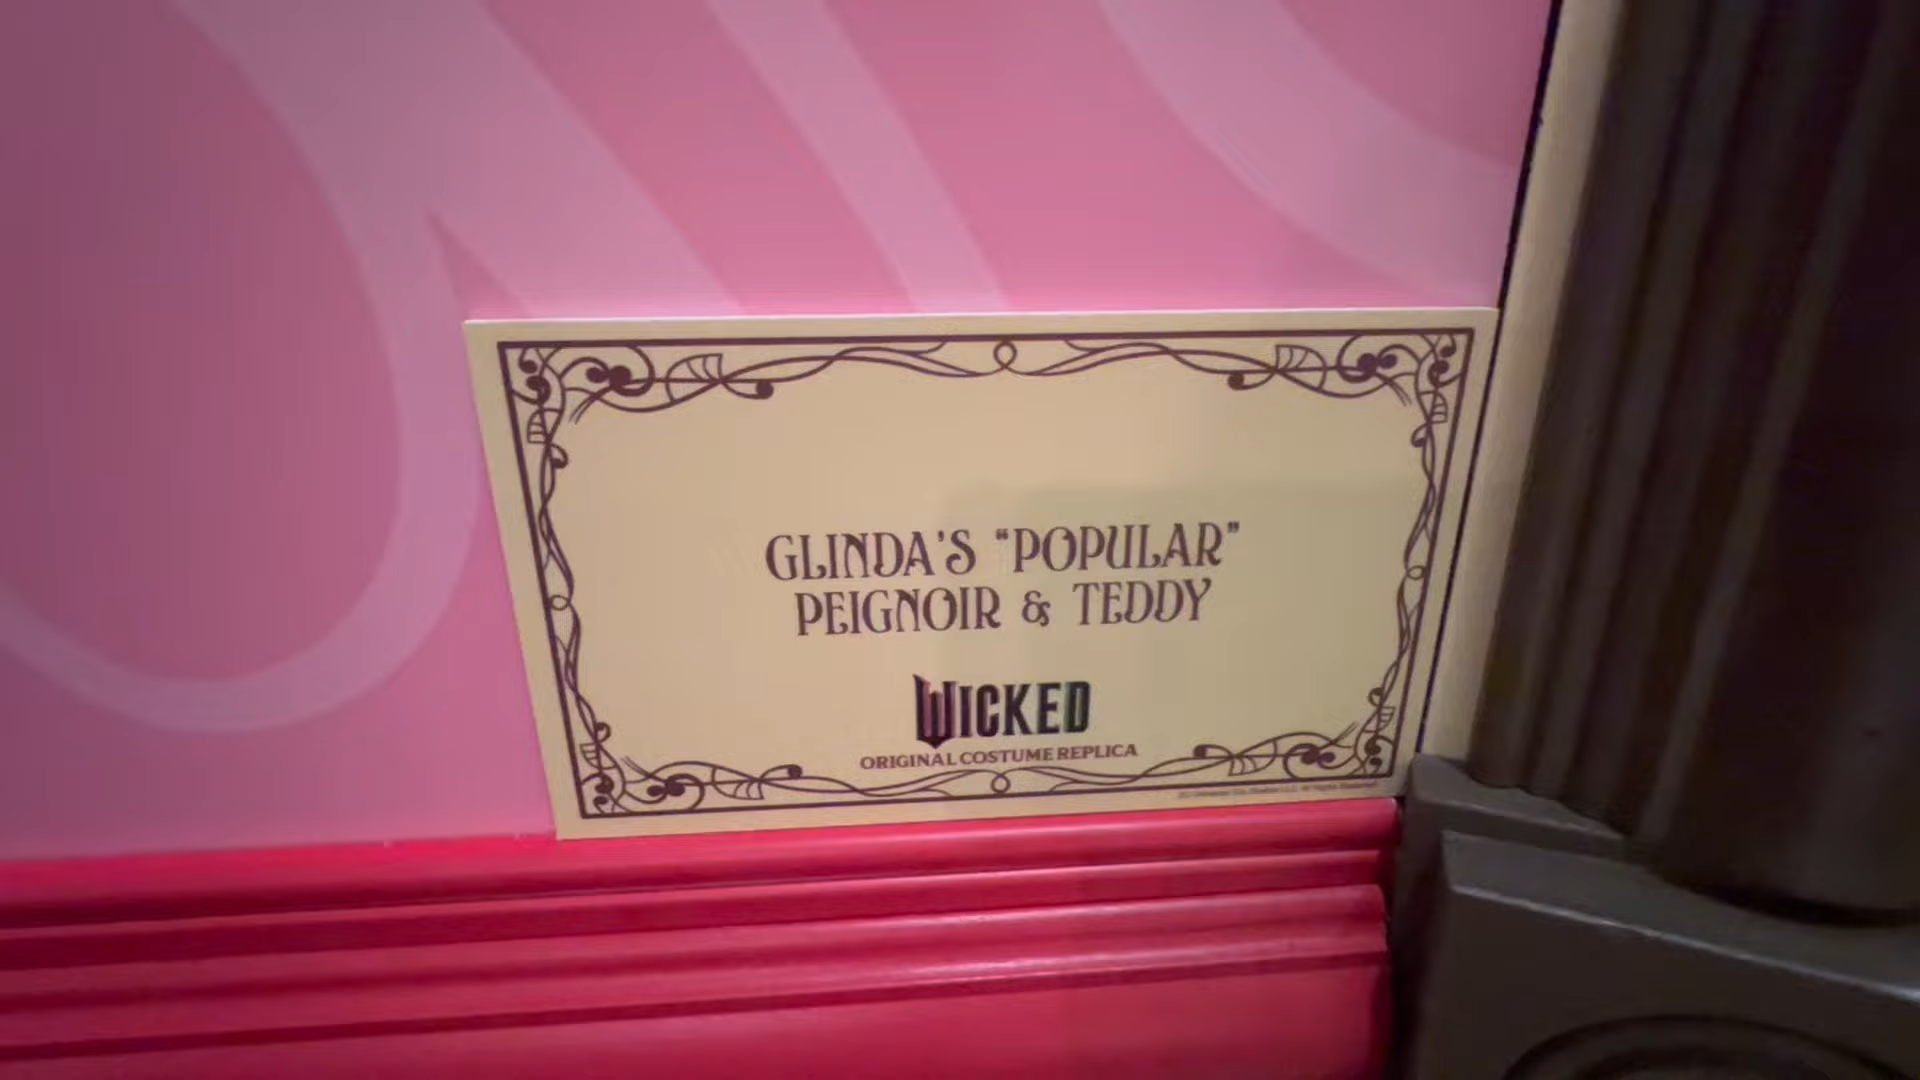 GLINDA'S "POPULAR"
PEIGNOIR & TEDDY
WICKED
ORIGINAL COSTUME REPLICA